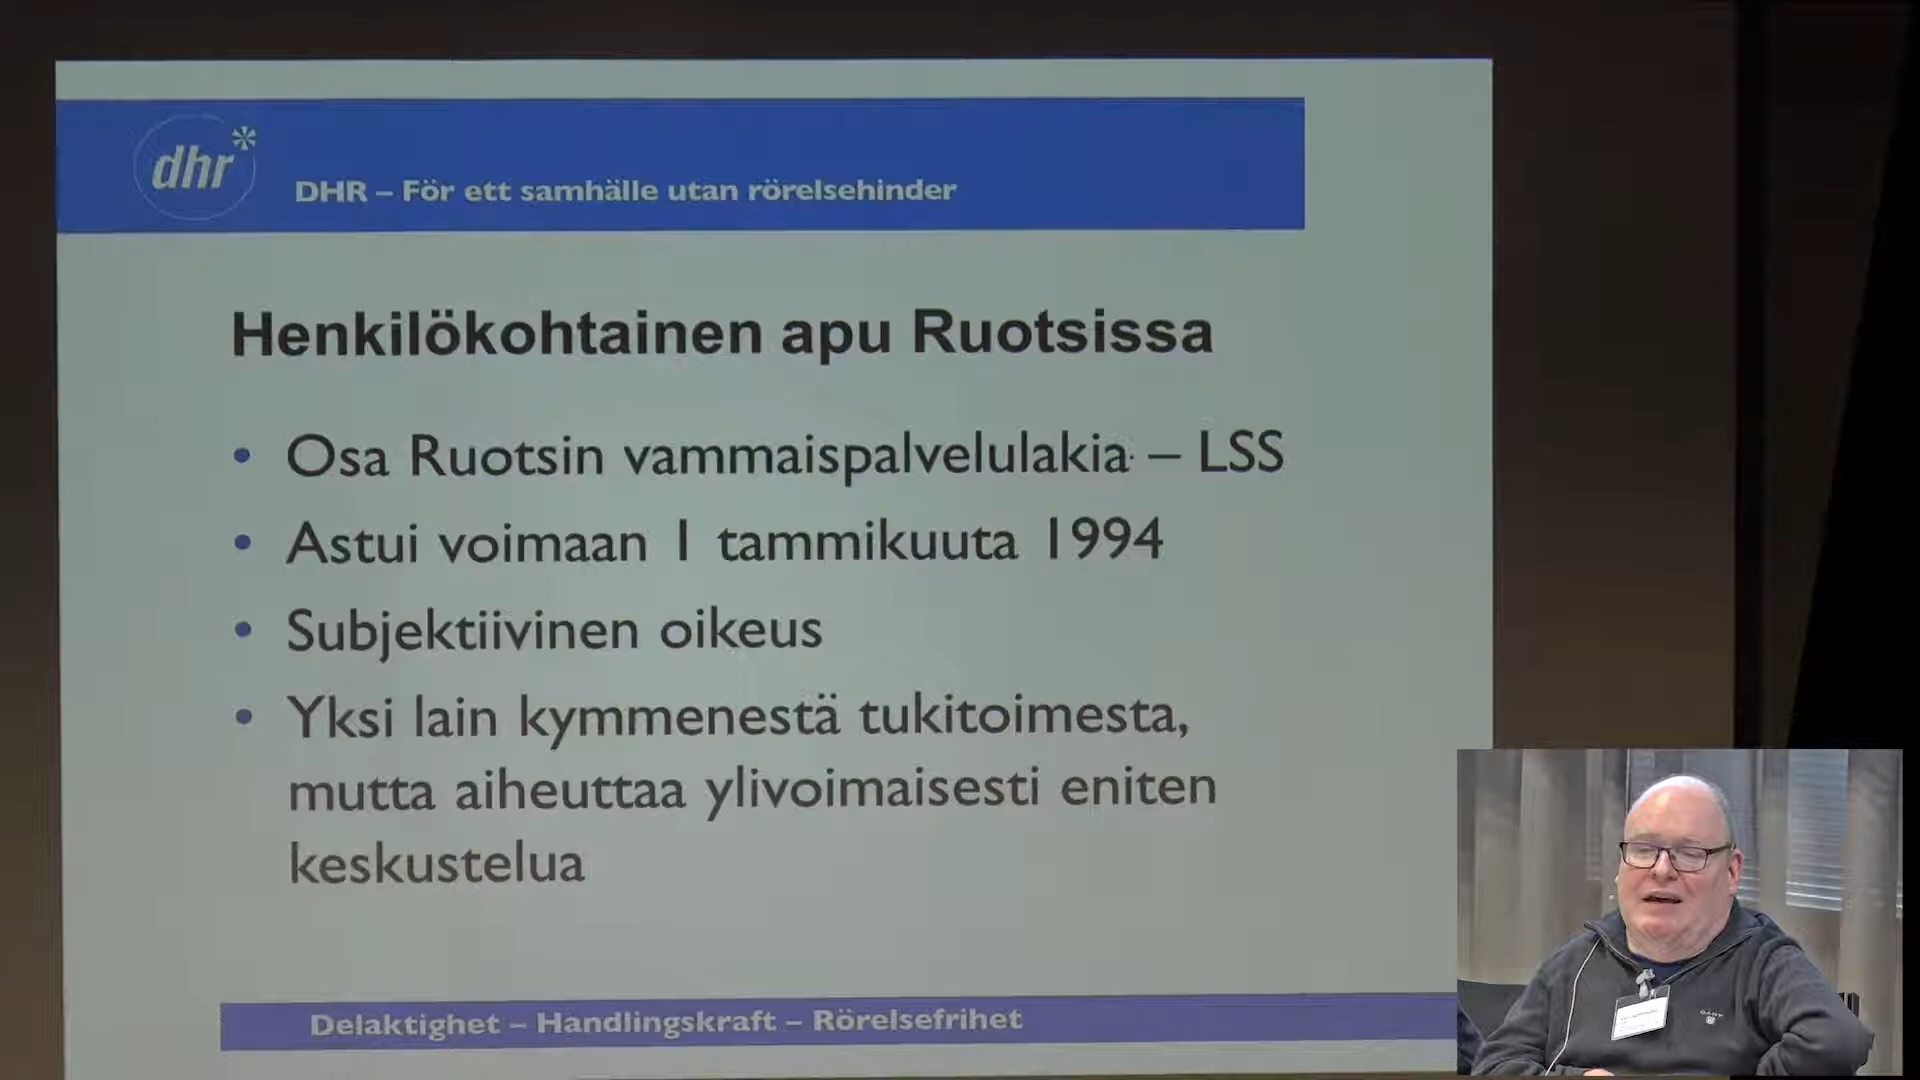 dhr*
DHR – För ett samhälle utan rörelsehinder
Henkilökohtainen apu Ruotsissa
• Osa Ruotsin vammaispalvelulakia – LSS
• Astui voimaan 1 tammikuuta 1994
• Subjektiivinen oikeus
• Yksi lain kymmenestä tukitoimesta,
mutta aiheuttaa ylivoimaisesti eniten
keskustelua
Delaktighet – Handlingskraft – Rörelsefrihet
GANT